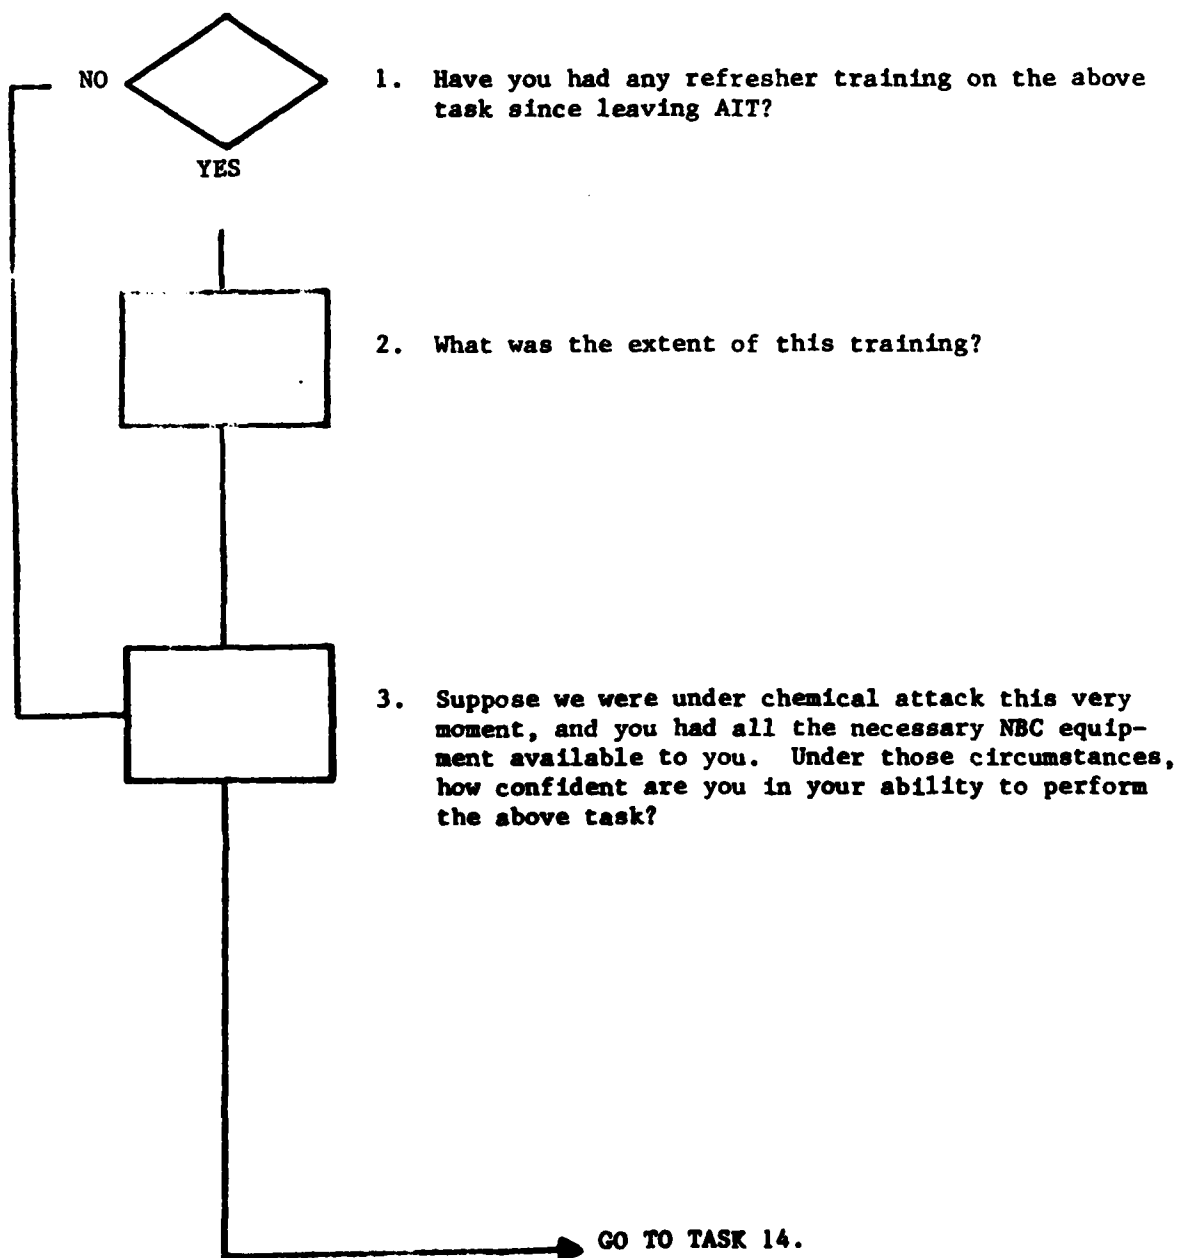 NO
1. Have you had any refresher training on the above
task since leaving AIT?
YES
2. What was the extent of this training?
3. Suppose we were under chemical attack this very
moment, and you had all the necessary NBC equip-
ment available to you. Under those circumstances,
how confident are you in your ability to perform
the above task?
GO TO TASK 14.